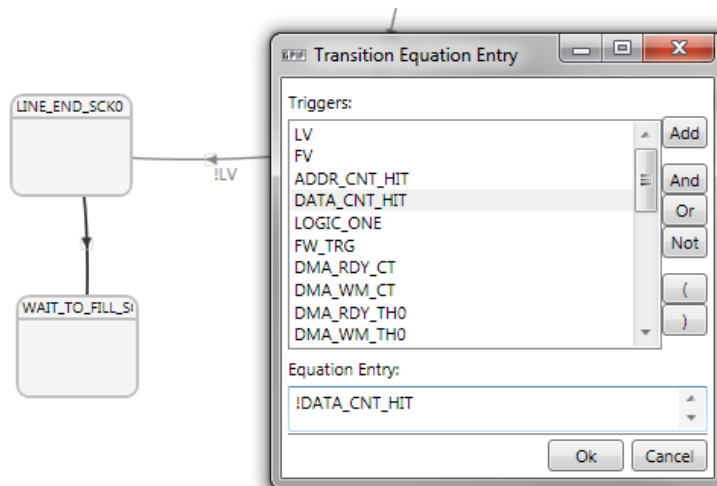 GPIF Transition Equation Entry
LINE_END_SCK0
!LV
WAIT_TO_FILL_S
Triggers:
LV
FV
ADDR_CNT_HIT
DATA_CNT_HIT
LOGIC_ONE
FW_TRG
DMA_RDY_CT
DMA_WM_CT
DMA_RDY_TH0
DMA_WM_TH0
Add
And
Or
Not
(
)
Equation Entry:
!DATA_CNT_HIT
Ok
Cancel